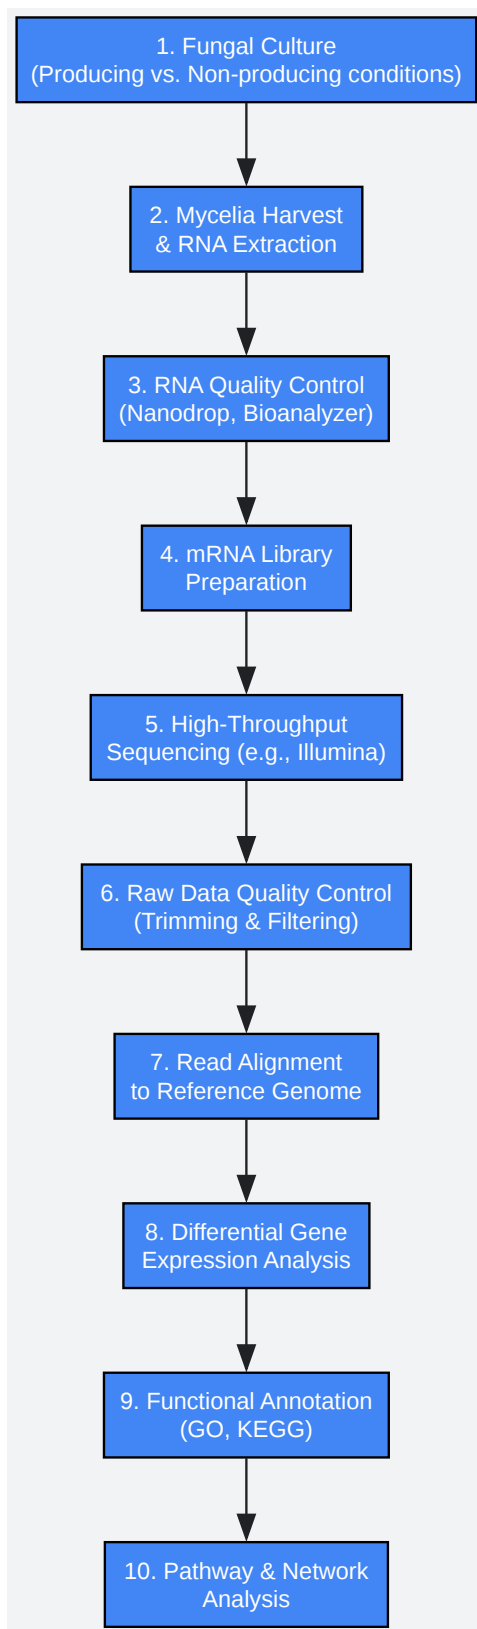 1. Fungal Culture
(Producing vs. Non-producing conditions)
2. Mycelia Harvest
& RNA Extraction
3. RNA Quality Control
(Nanodrop, Bioanalyzer)
4. mRNA Library
Preparation
5. High-Throughput
Sequencing (e.g., Illumina)
6. Raw Data Quality Control
(Trimming & Filtering)
7. Read Alignment
to Reference Genome
8. Differential Gene
Expression Analysis
9. Functional Annotation
(GO, KEGG)
10. Pathway & Network
Analysis